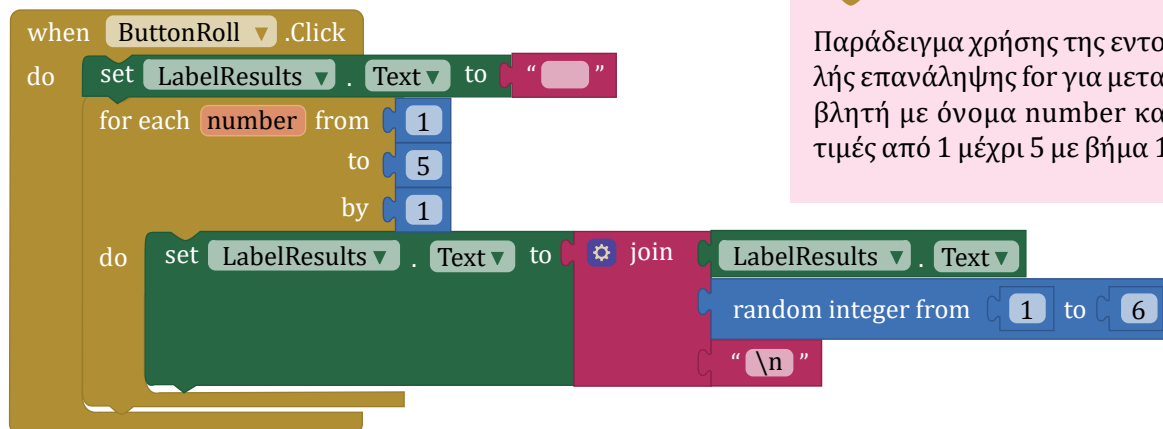 when ButtonRoll .Click
do set LabelResults . Text to " "
for each number from 1
to 5
by 1
do set LabelResults . Text to join LabelResults . Text
random integer from 1 to 6
" \n "
Παράδειγμα χρήσης της εντο
λής επανάληψης for για μετα
βλητή με όνομα number κα
τιμές από 1 μέχρι 5 με βήμα 1